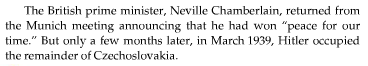 The British prime minister, Neville Chamberlain, returned from
the Munich meeting announcing that he had won “peace for our
time.” But only a few months later, in March 1939, Hitler occupied
the remainder of Czechoslovakia.